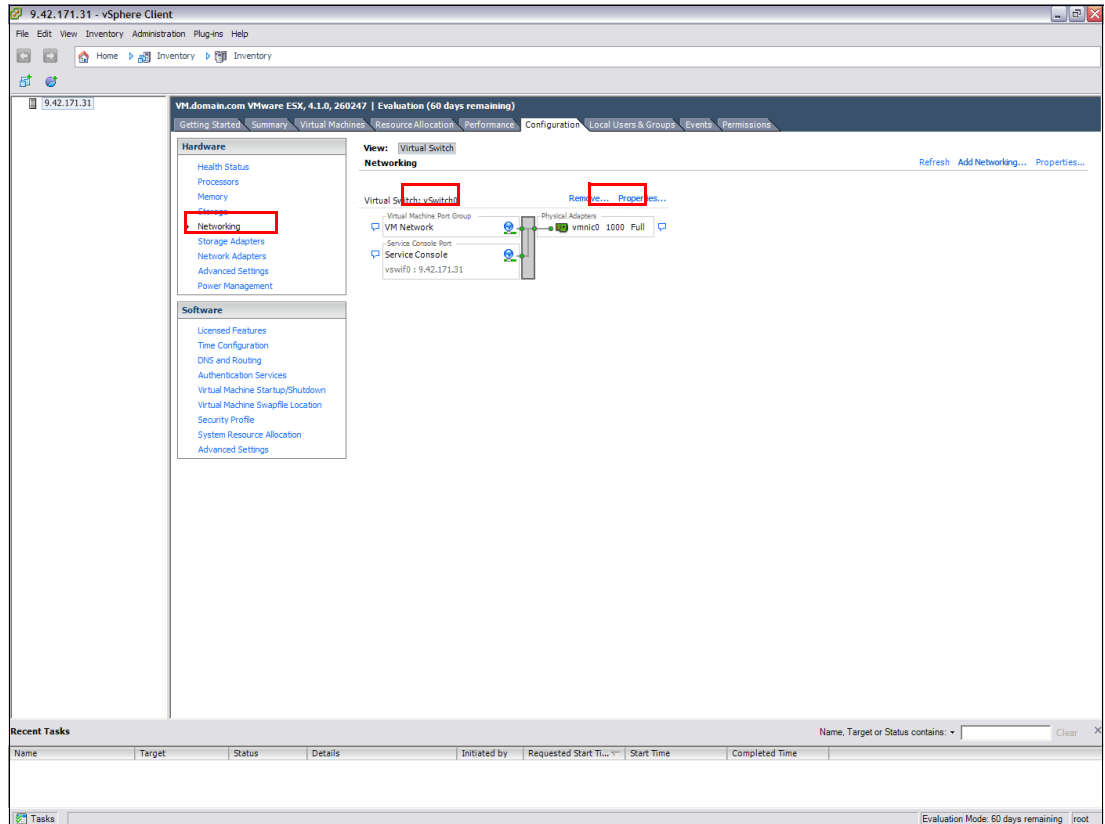 9.42.171.31 - vSphere Client
File Edit View Inventory Administration Plug-ins Help
Home Inventory Inventory
9.42.171.31
VM.domain.com VMware ESX, 4.1.0, 260247 | Evaluation (60 days remaining)
Getting Started Summary Virtual Machines Resource Allocation Performance Configuration Local Users & Groups Events Permissions
Hardware
Health Status
Processors
Memory
Storage
Networking
Storage Adapters
Network Adapters
Advanced Settings
Power Management
Software
Licensed Features
Time Configuration
DNS and Routing
Authentication Services
Virtual Machine Startup/Shutdown
Virtual Machine Swapfile Location
Security Profile
System Resource Allocation
Advanced Settings
View: Virtual Switch
Networking
Refresh Add Networking... Properties...
Virtual Switch: vSwitch0 Remove... Properties...
Virtual Machine Port Group
VM Network
Service Console Port
Service Console
vswif0 : 9.42.171.31
Physical Adapters
vmnic0 1000 Full
Recent Tasks
Name, Target or Status contains: Clear
Name Target Status Details Initiated by Requested Start Ti... Start Time Completed Time
Tasks
Evaluation Mode: 60 days remaining root